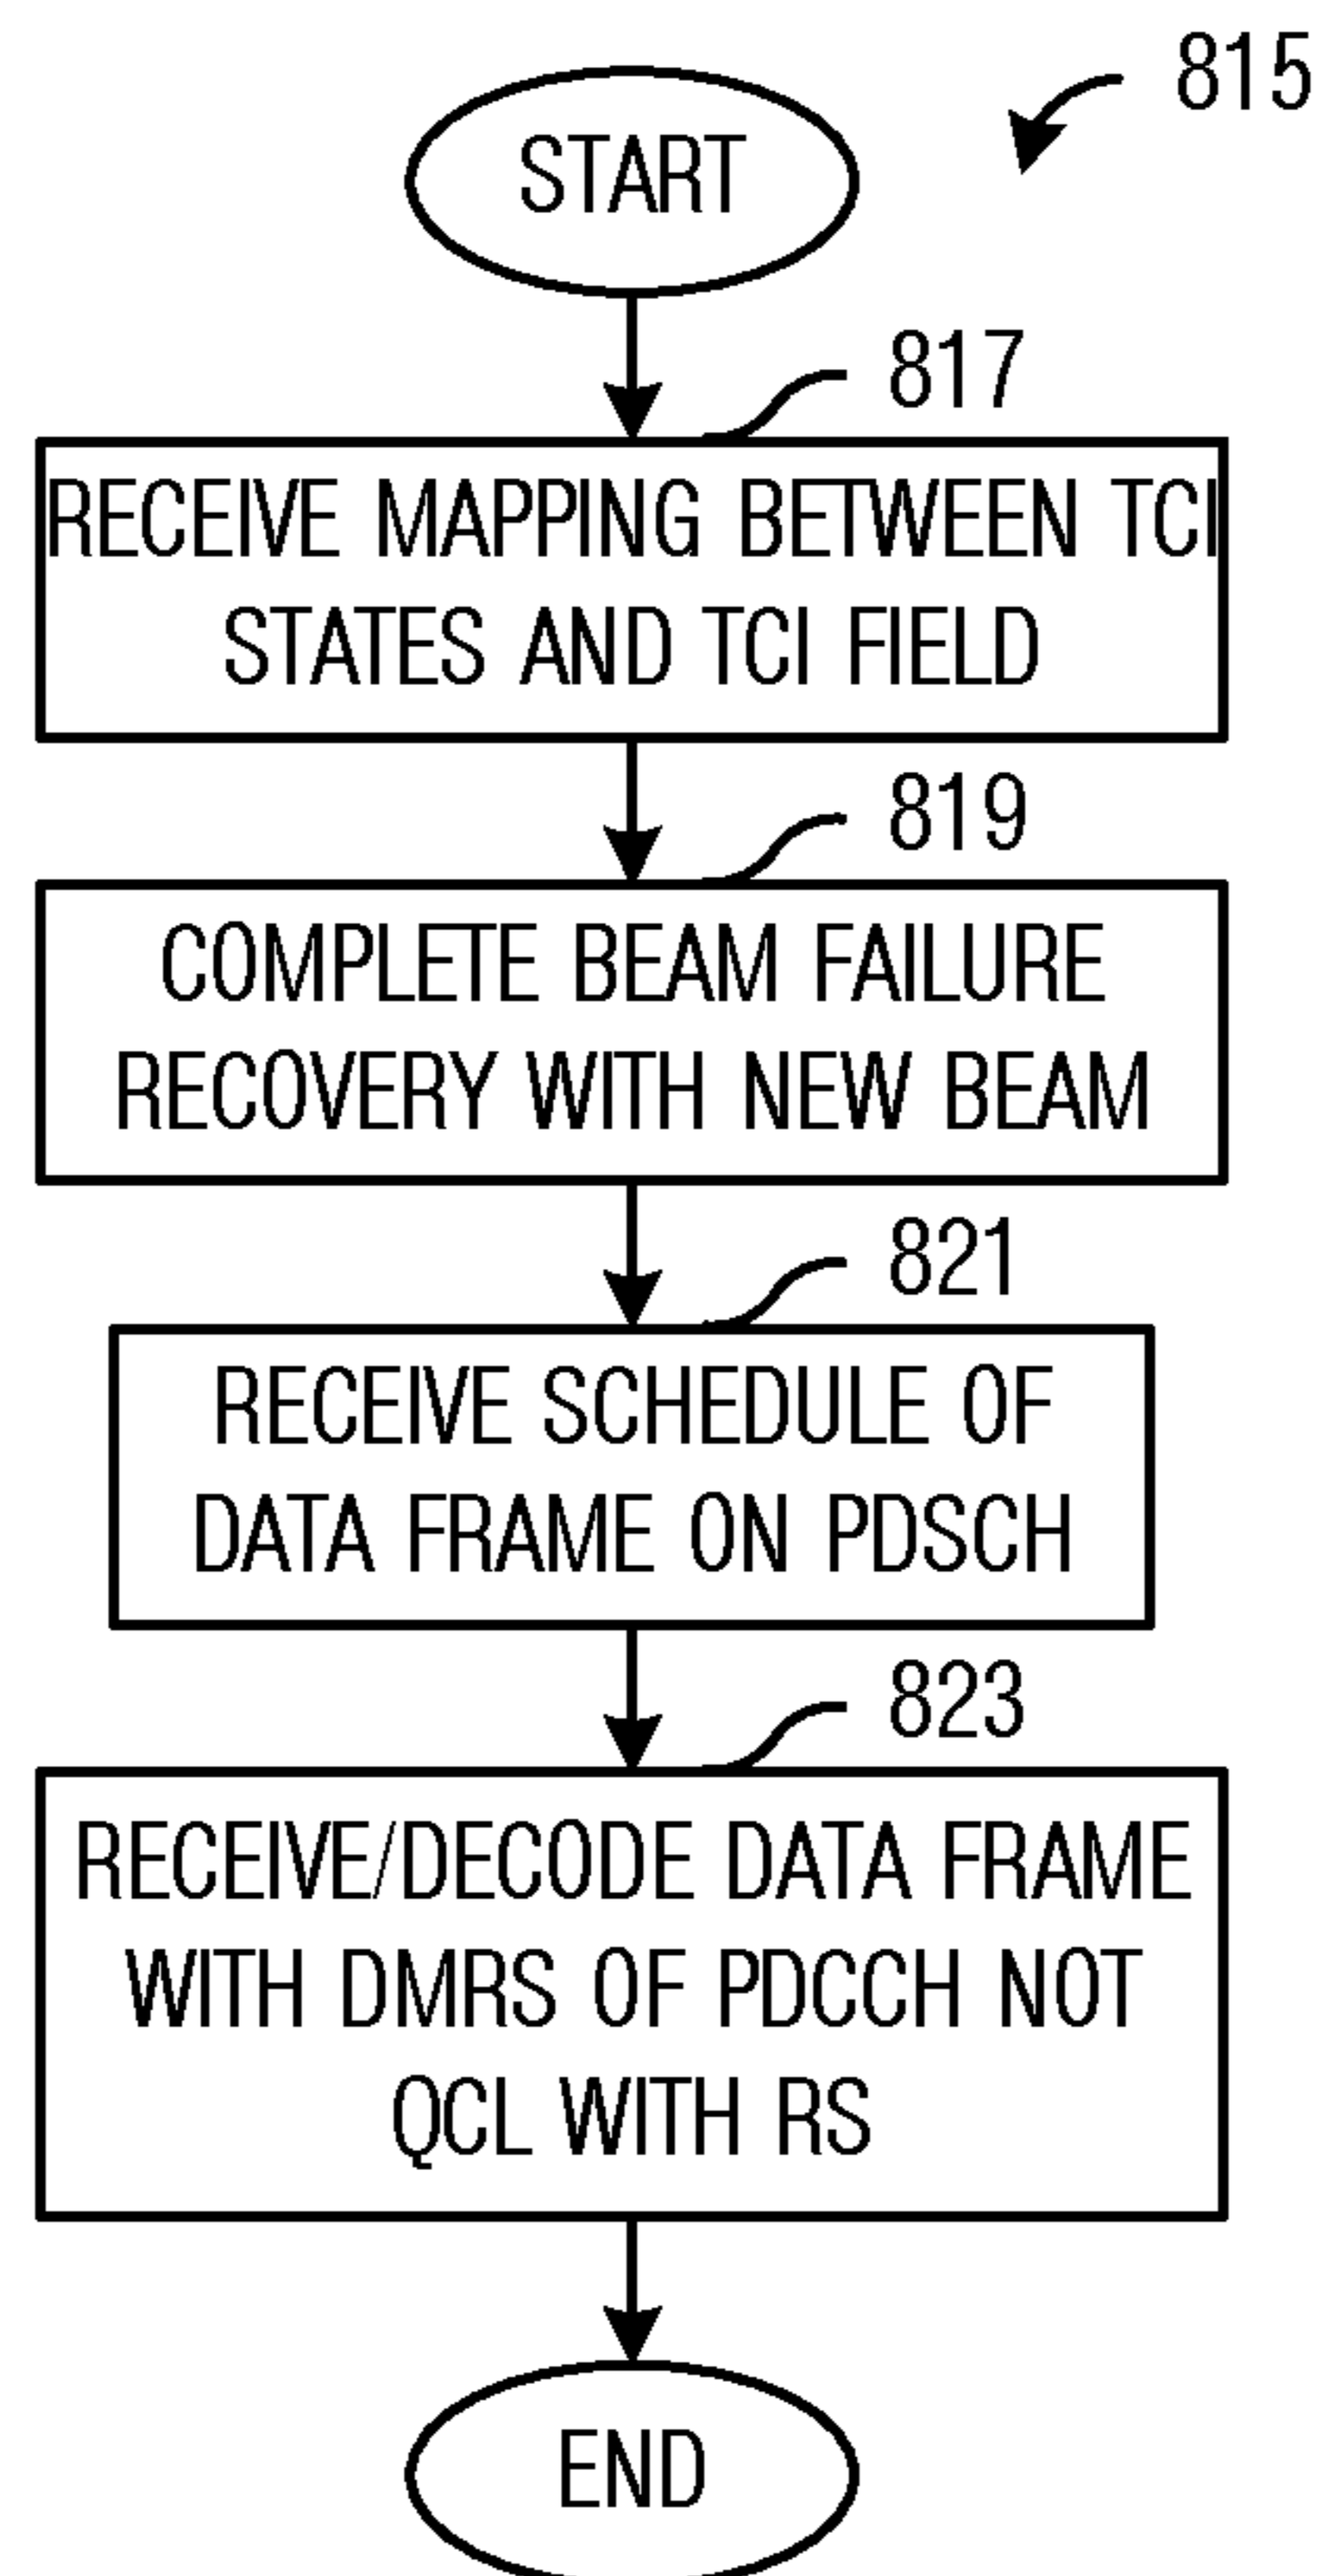 815
START
817
RECEIVE MAPPING BETWEEN TCI
STATES AND TCI FIELD
819
COMPLETE BEAM FAILURE
RECOVERY WITH NEW BEAM
821
RECEIVE SCHEDULE OF
DATA FRAME ON PDSCH
823
RECEIVE/DECODE DATA FRAME
WITH DMRS OF PDCCH NOT
QCL WITH RS
END